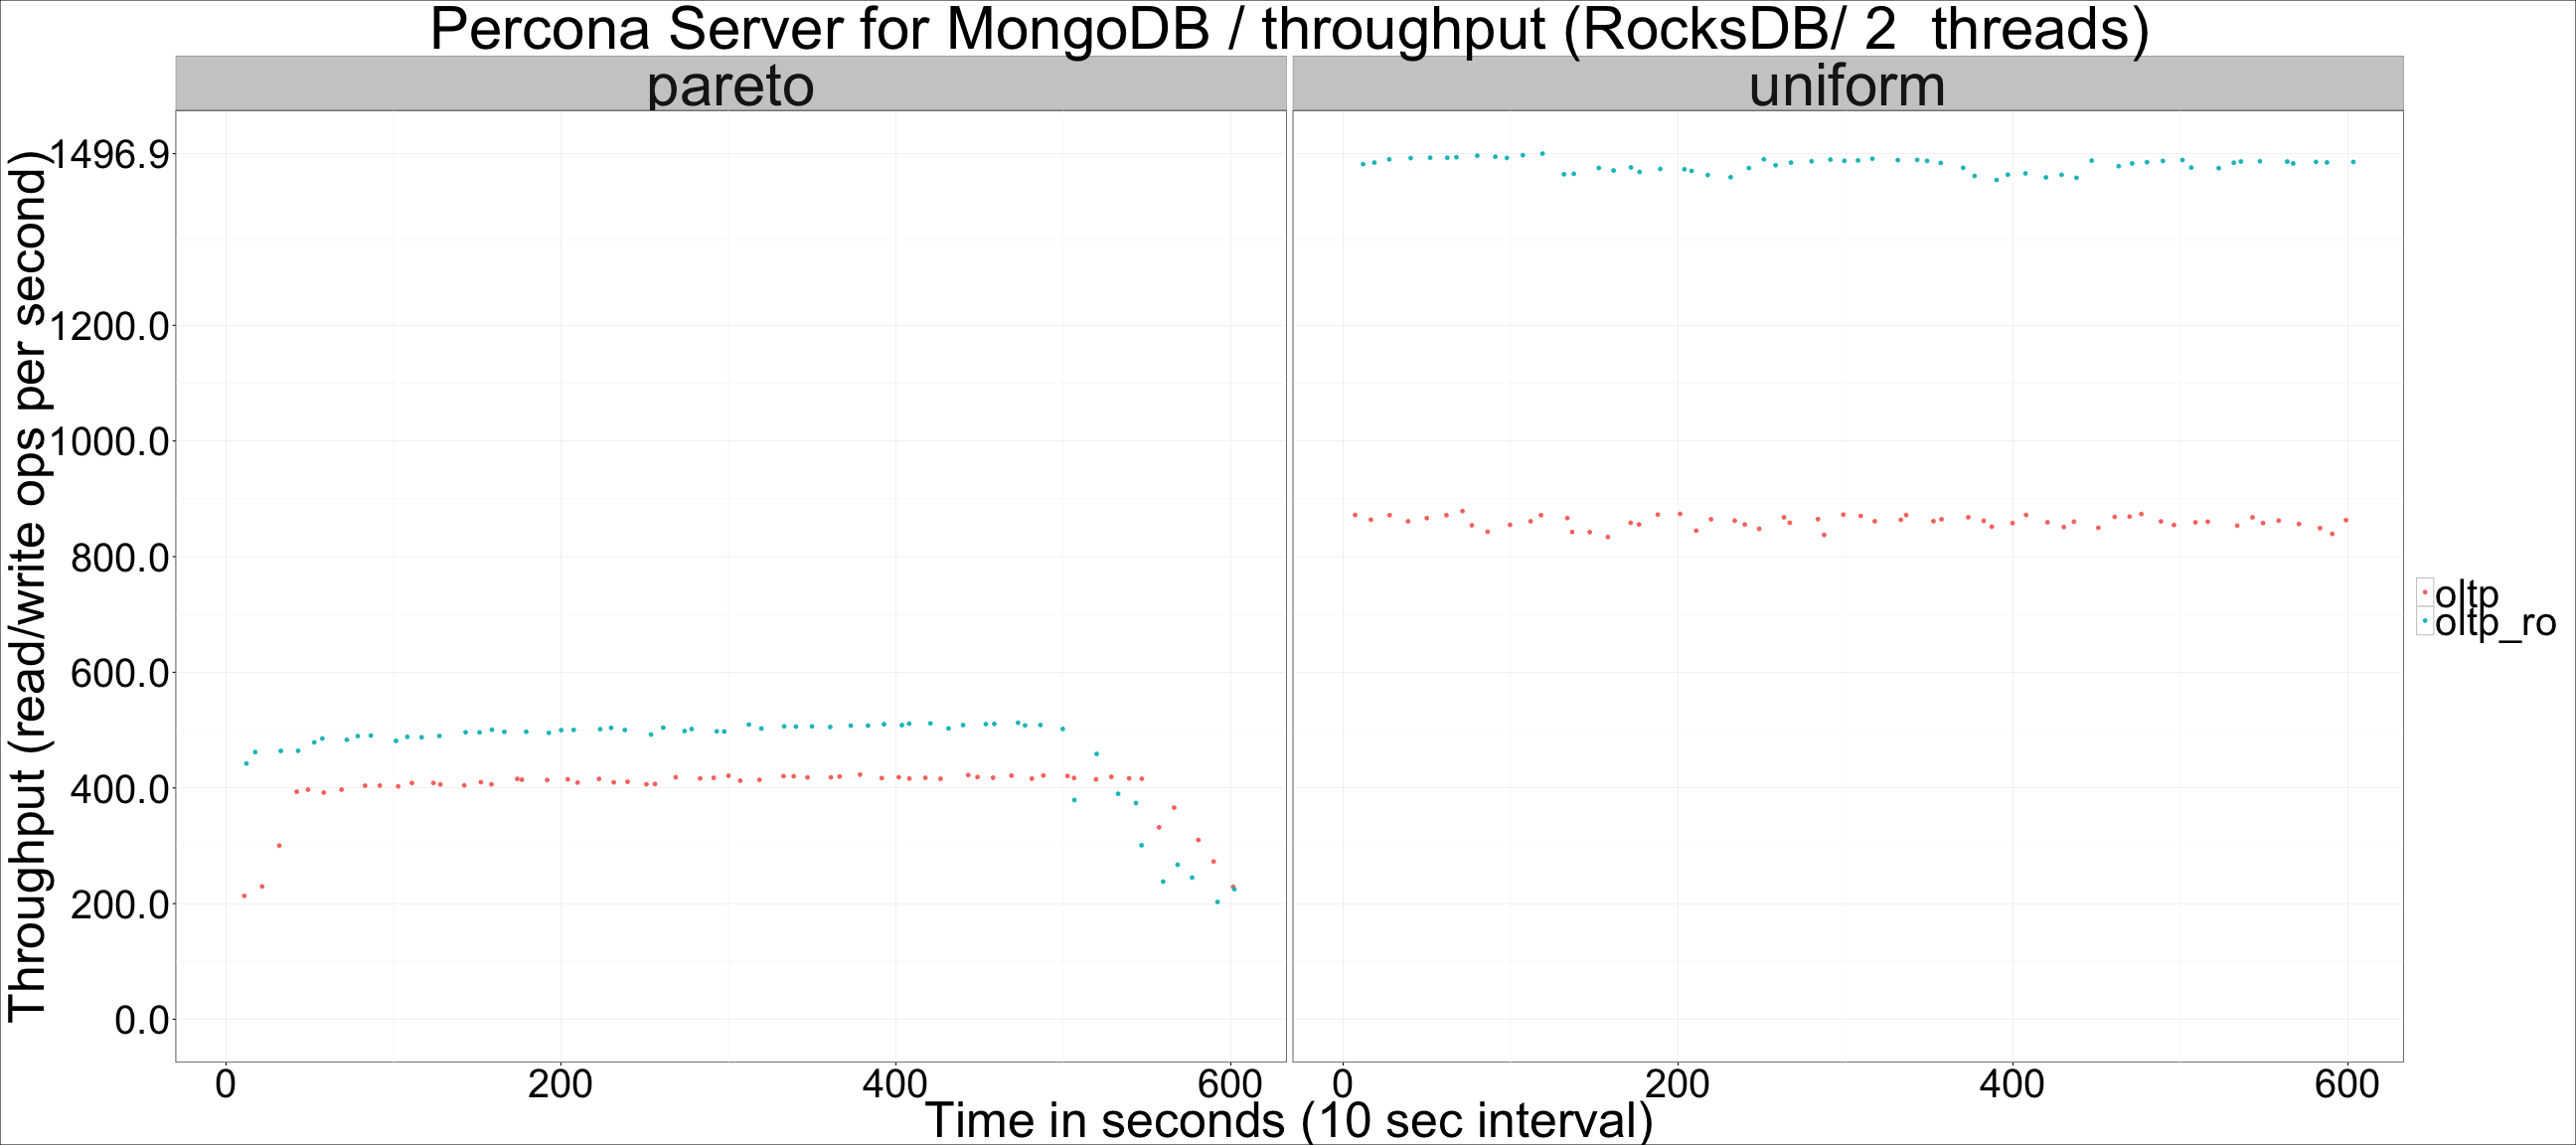 Percona Server for MongoDB / throughput (RocksDB/ 2  threads)
pareto
uniform
Throughput (read/write ops per second)
1496.9
1200.0
1000.0
800.0
600.0
400.0
200.0
0.0
0 200 400 600
0 200 400 600
Time in seconds (10 sec interval)
oltp
oltp_ro